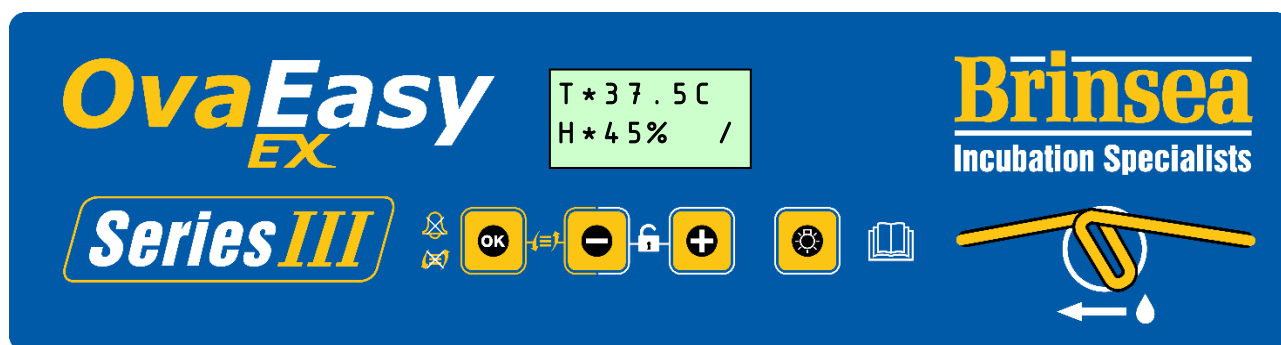 OvaEasy
EX
T*37.5C
H*45% /
Brinsea
Incubation Specialists
Series III
OK